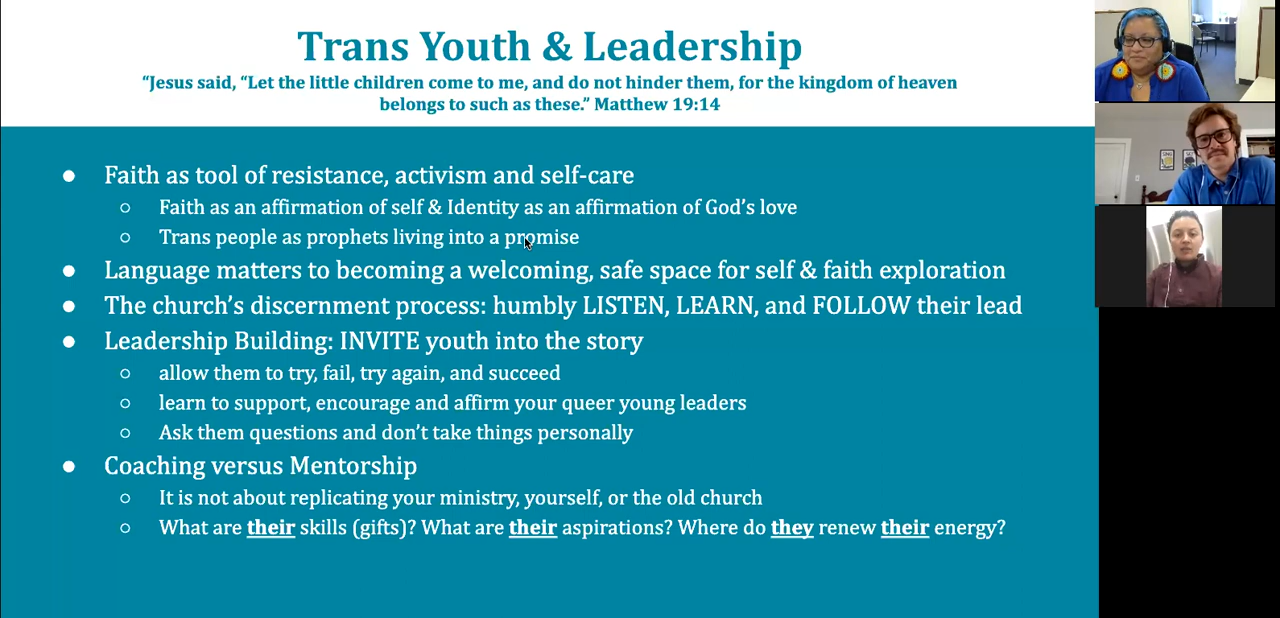 Trans Youth & Leadership
“Jesus said, “Let the little children come to me, and do not hinder them, for the kingdom of heaven
belongs to such as these.” Matthew 19:14
● Faith as tool of resistance, activism and self-care
○ Faith as an affirmation of self & Identity as an affirmation of God’s love
○ Trans people as prophets living into a promise
● Language matters to becoming a welcoming, safe space for self & faith exploration
● The church’s discernment process: humbly LISTEN, LEARN, and FOLLOW their lead
● Leadership Building: INVITE youth into the story
○ allow them to try, fail, try again, and succeed
○ learn to support, encourage and affirm your queer young leaders
○ Ask them questions and don’t take things personally
● Coaching versus Mentorship
○ It is not about replicating your ministry, yourself, or the old church
○ What are their skills (gifts)? What are their aspirations? Where do they renew their energy?